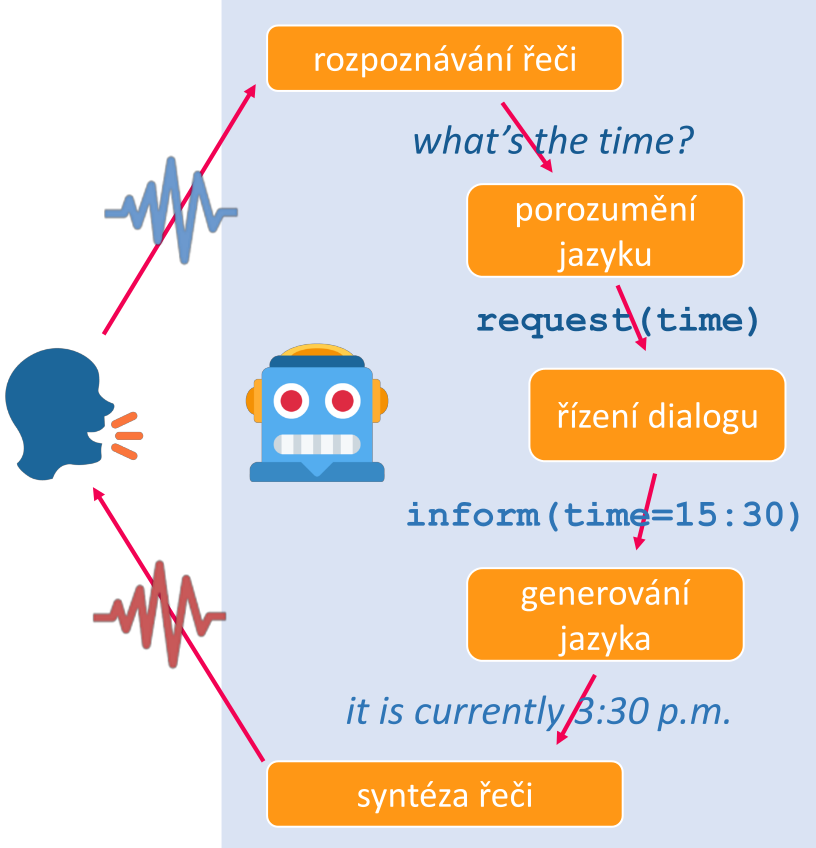 rozpoznávání řeči
what's the time?
porozumění
jazyku
request(time)
řízení dialogu
inform(time=15:30)
generování
jazyka
it is currently 3:30 p.m.
syntéza řeči